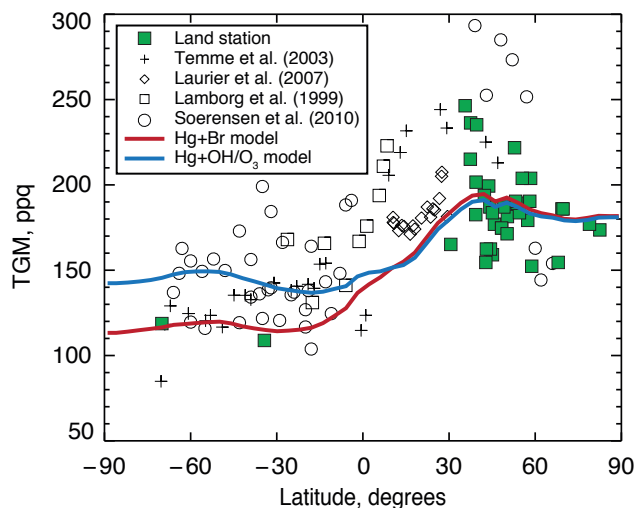 300
250
200
150
100
50
TGM, ppq
Land station
Temme et al. (2003)
Laurier et al. (2007)
Lamborg et al. (1999)
Soerensen et al. (2010)
Hg+Br model
Hg+OH/O₃ model
−90 −60 −30 0 30 60 90
Latitude, degrees